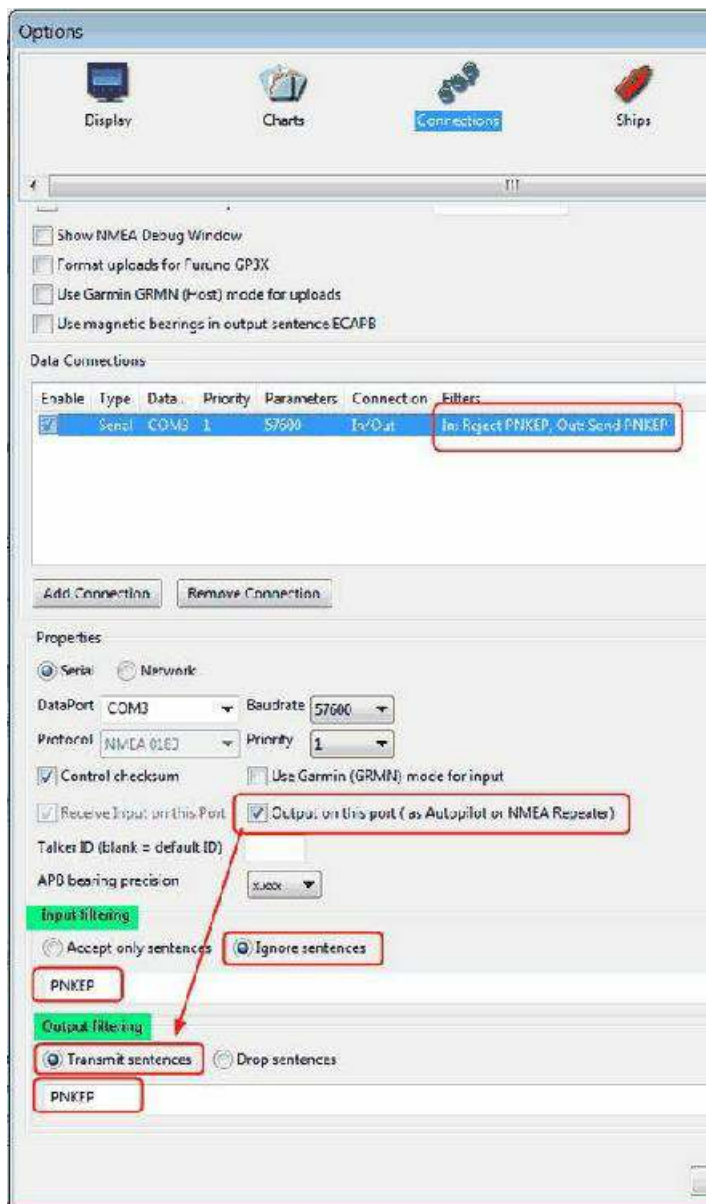 Options
Display Charts Connections Ships
Show NMEA Debug Window
Format uploads for Furuno GP3X
Use Garmin GRMN (Host) mode for uploads
Use magnetic bearings in output sentence ECAPB
Data Connections
Enable Type Data.. Priority Parameters Connection Filters
Serial COM3 1 57600 In/Out In: Reject PNKEP, Out: Send PNKEP
Add Connection Remove Connection
Properties
Serial Network
DataPort COM3 Baudrate 57600
Protocol NMEA 0183 Priority 1
Control checksum Use Garmin (GRMN) mode for input
Receive Input on this Port Output on this port ( as Autopilot or NMEA Repeater)
Talker ID (blank = default ID)
APB bearing precision
Input filtering
Accept only sentences Ignore sentences
PNKEP
Output filtering
Transmit sentences Drop sentences
PNKEP